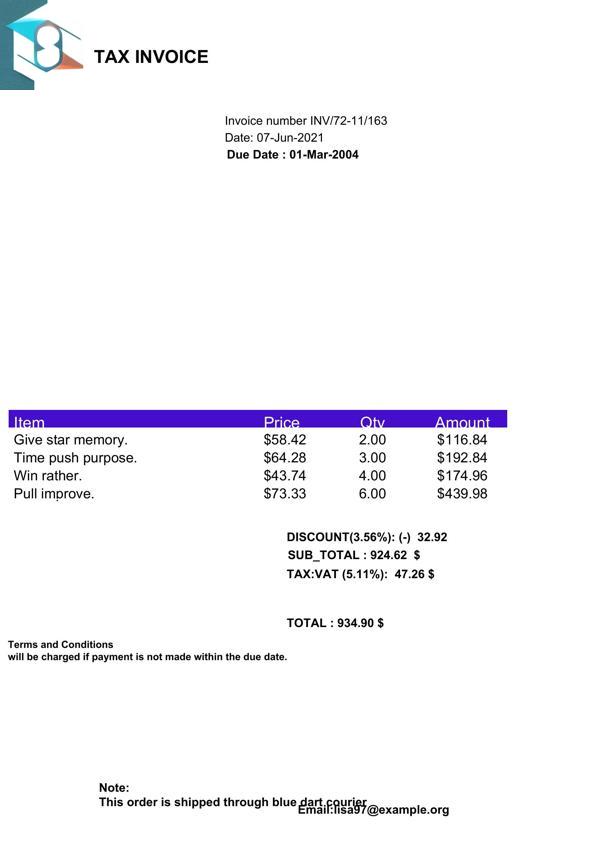 TAX INVOICE
Invoice number INV/72-11/163
Date: 07-Jun-2021
Due Date : 01-Mar-2004
Item Price Qty Amount
Give star memory. $58.42 2.00 $116.84
Time push purpose. $64.28 3.00 $192.84
Win rather. $43.74 4.00 $174.96
Pull improve. $73.33 6.00 $439.98
DISCOUNT(3.56%): (-) 32.92
SUB_TOTAL : 924.62 $
TAX:VAT (5.11%): 47.26 $
TOTAL : 934.90 $
Terms and Conditions
will be charged if payment is not made within the due date.
Note:
This order is shipped through blue dart courier
Email:lisa97@example.org